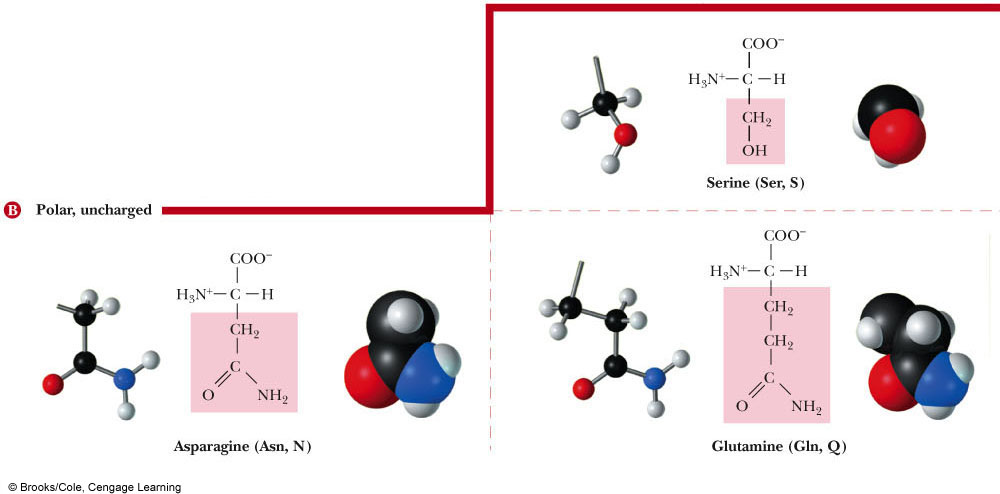 COO⁻
H₃N⁺—C—H
CH₂
OH
Serine (Ser, S)
B Polar, uncharged
COO⁻
H₃N⁺—C—H
CH₂
C
O NH₂
Asparagine (Asn, N)
COO⁻
H₃N⁺—C—H
CH₂
CH₂
C
O NH₂
Glutamine (Gln, Q)
© Brooks/Cole, Cengage Learning